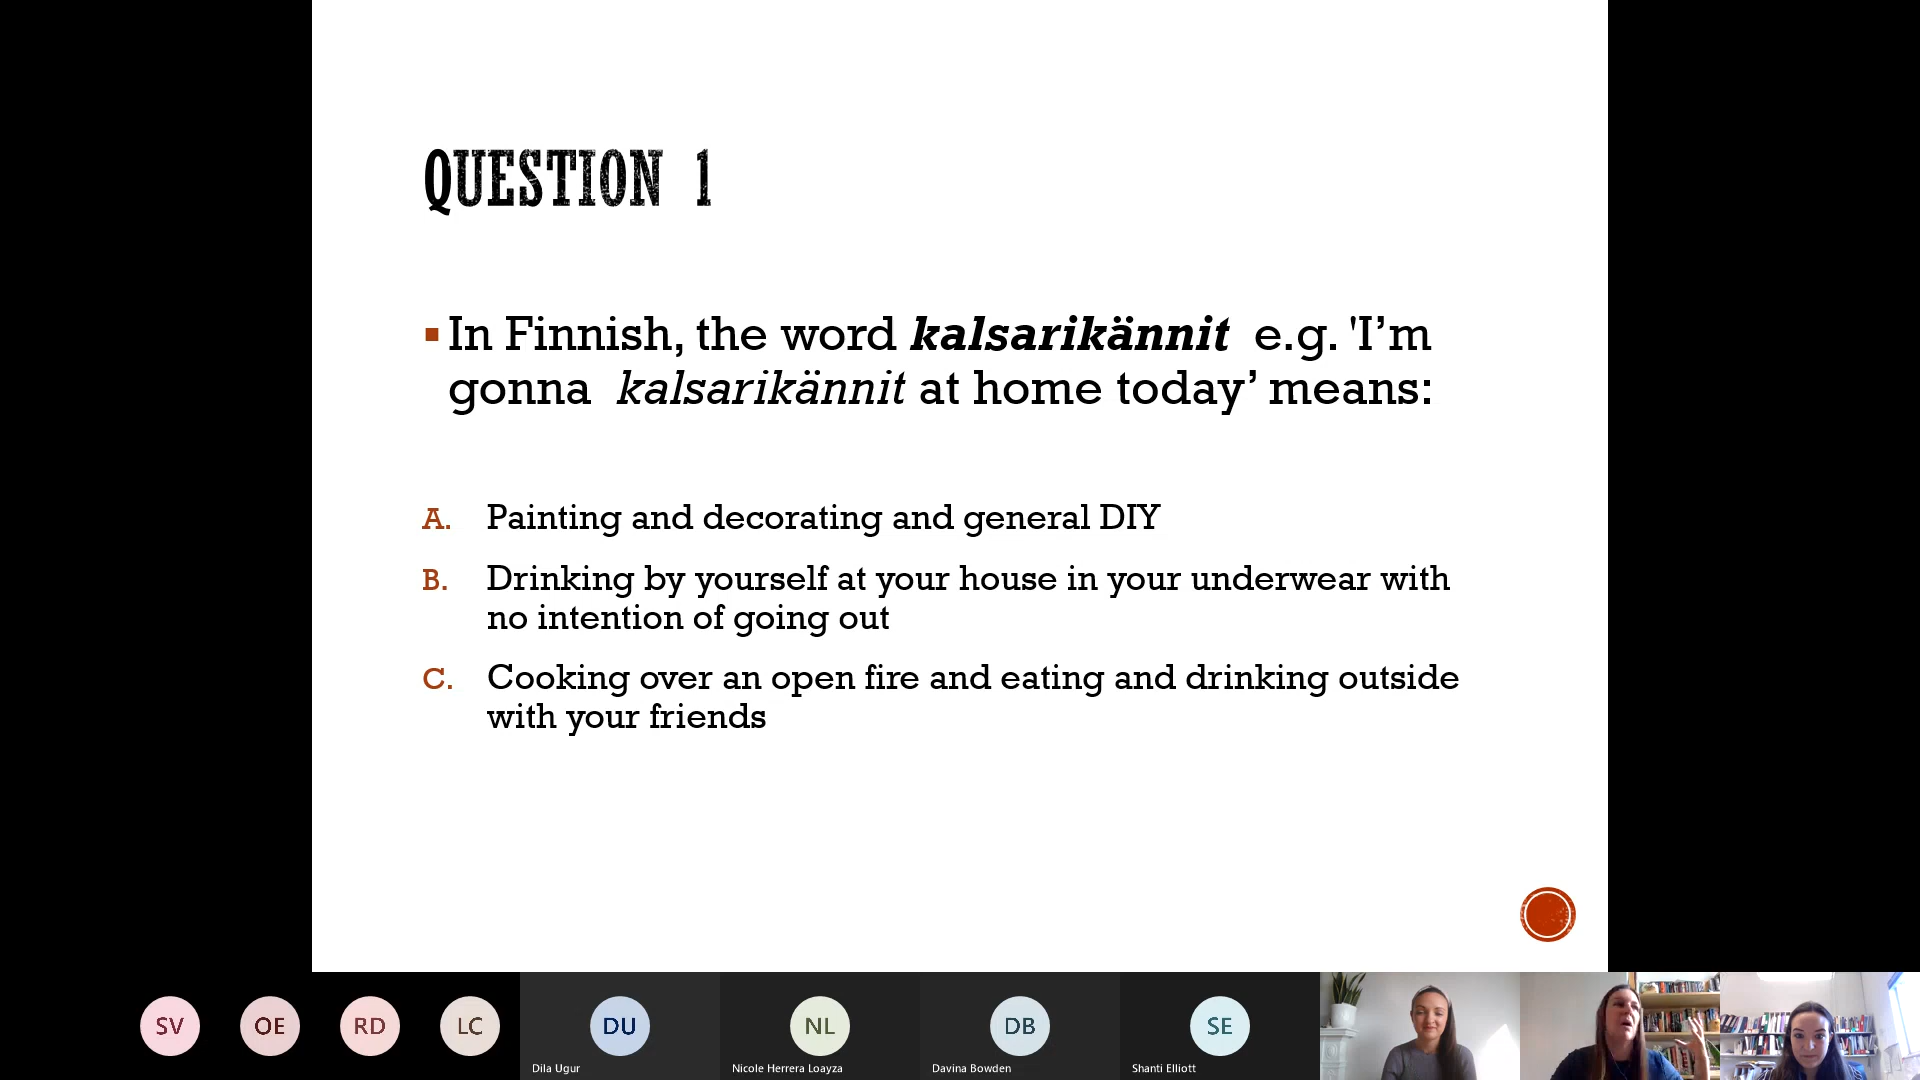 QUESTION 1
▪ In Finnish, the word kalsarikännit e.g. 'I’m
gonna kalsarikännit at home today’ means:
A. Painting and decorating and general DIY
B. Drinking by yourself at your house in your underwear with
no intention of going out
C. Cooking over an open fire and eating and drinking outside
with your friends
SV OE RD LC DU NL DB SE
Dila Ugur Nicole Herrera Loayza Davina Bowden Shanti Elliott